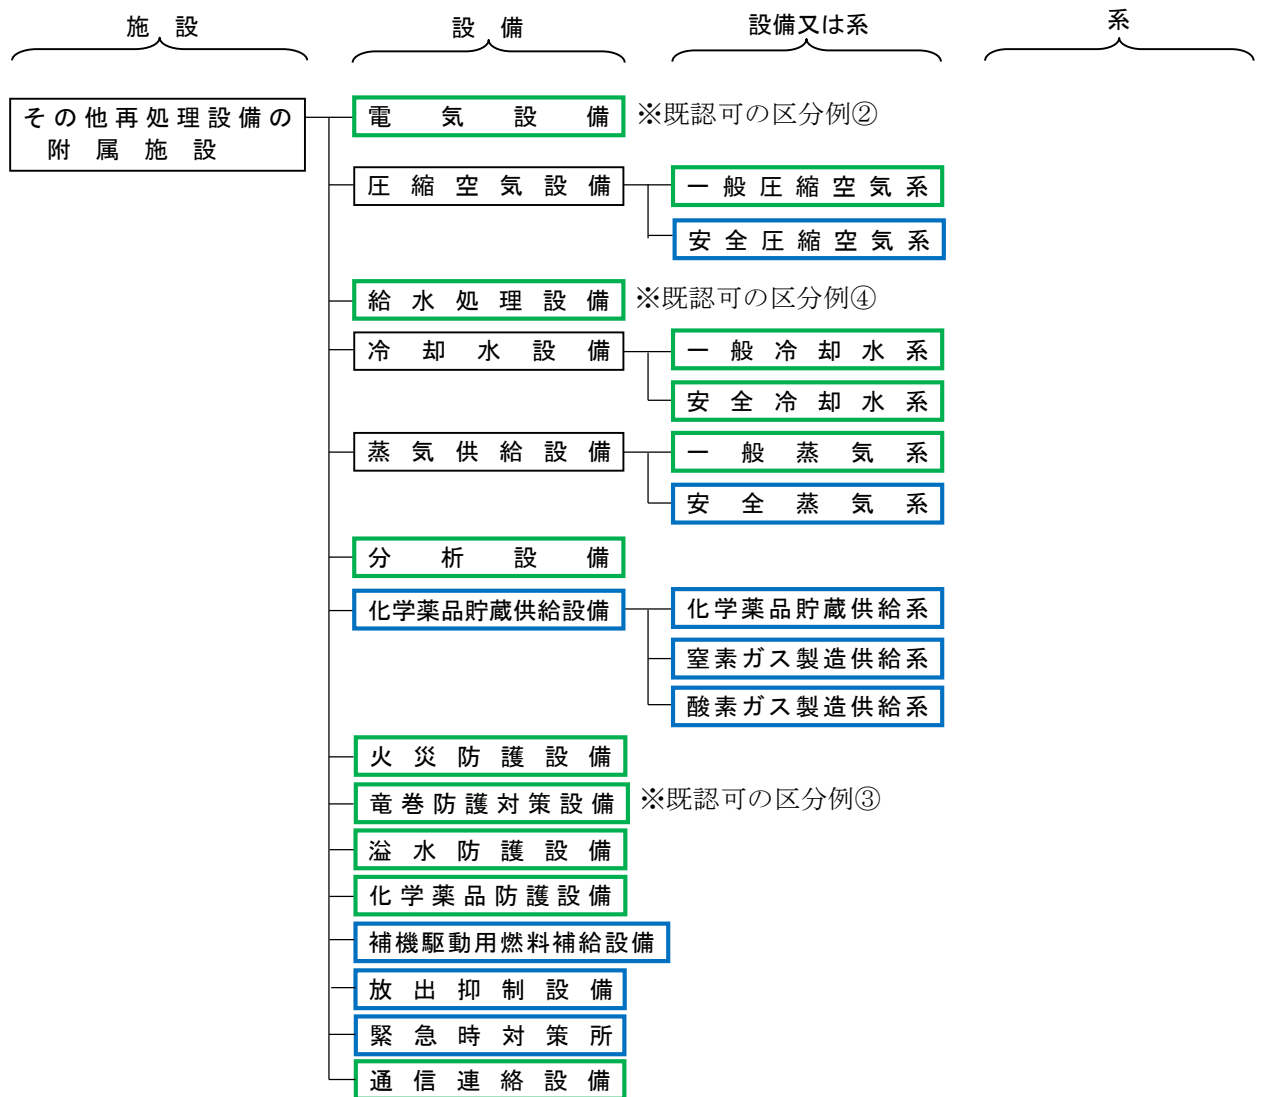 施設
設備
設備又は系
系
その他再処理設備の
附属施設
電気設備
※既認可の区分例②
圧縮空気設備
一般圧縮空気系
安全圧縮空気系
給水処理設備
※既認可の区分例④
冷却水設備
一般冷却水系
安全冷却水系
蒸気供給設備
一般蒸気系
安全蒸気系
分析設備
化学薬品貯蔵供給設備
化学薬品貯蔵供給系
窒素ガス製造供給系
酸素ガス製造供給系
火災防護設備
竜巻防護対策設備
※既認可の区分例③
溢水防護設備
化学薬品防護設備
補機駆動用燃料補給設備
放出抑制設備
緊急時対策所
通信連絡設備